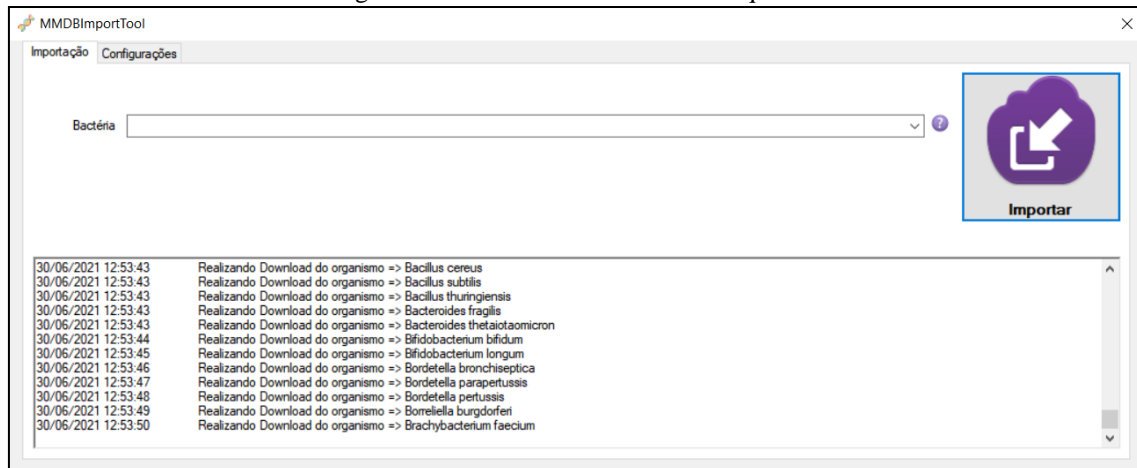 MMDBImportTool
Importação Configurações
Bactéria
Importar
30/06/2021 12:53:43 Realizando Download do organismo => Bacillus cereus
30/06/2021 12:53:43 Realizando Download do organismo => Bacillus subtilis
30/06/2021 12:53:43 Realizando Download do organismo => Bacillus thuringiensis
30/06/2021 12:53:43 Realizando Download do organismo => Bacteroides fragilis
30/06/2021 12:53:43 Realizando Download do organismo => Bacteroides thetaiotaomicron
30/06/2021 12:53:44 Realizando Download do organismo => Bifidobacterium bifidum
30/06/2021 12:53:45 Realizando Download do organismo => Bifidobacterium longum
30/06/2021 12:53:46 Realizando Download do organismo => Bordetella bronchiseptica
30/06/2021 12:53:47 Realizando Download do organismo => Bordetella parapertussis
30/06/2021 12:53:48 Realizando Download do organismo => Bordetella pertussis
30/06/2021 12:53:49 Realizando Download do organismo => Borreliella burgdorferi
30/06/2021 12:53:50 Realizando Download do organismo => Brachybacterium faecium